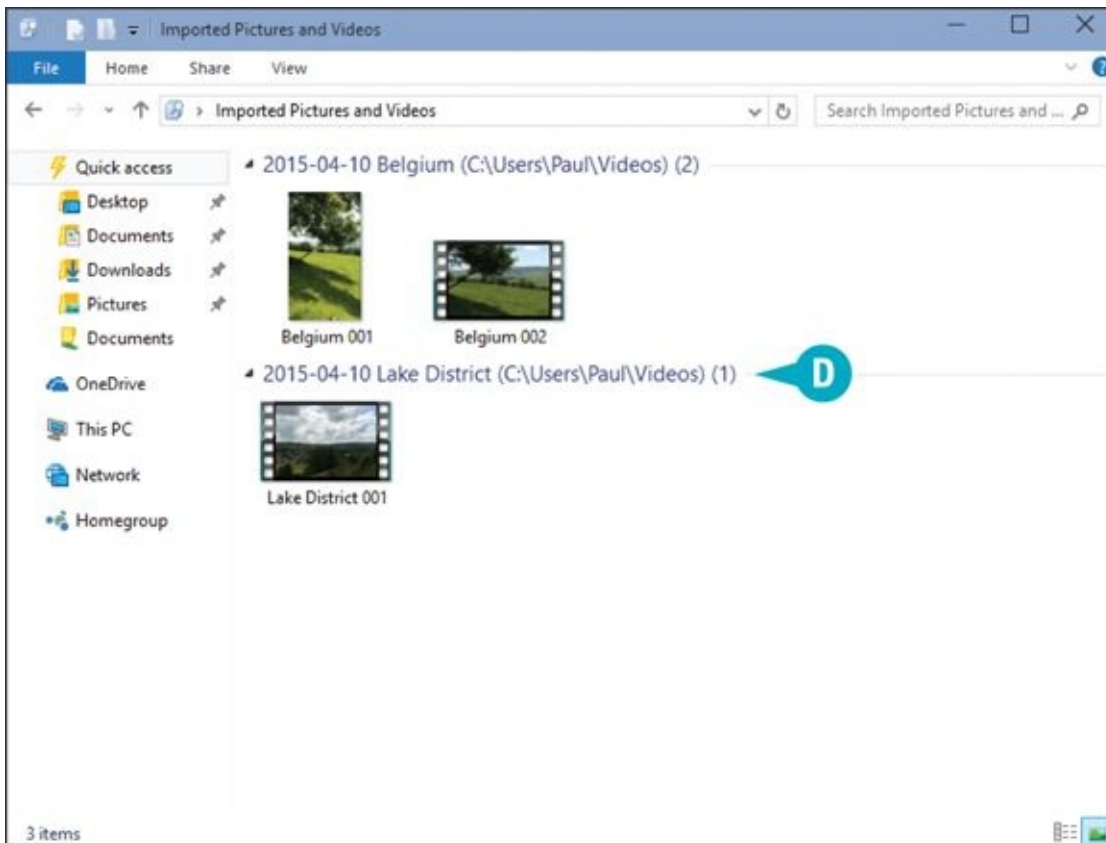 Imported Pictures and Videos
File Home Share View ?
Imported Pictures and Videos
Search Imported Pictures and ...
Quick access
Desktop
Documents
Downloads
Pictures
Documents
OneDrive
This PC
Network
Homegroup
2015-04-10 Belgium (C:\Users\Paul\Videos) (2)
Belgium 001 Belgium 002
2015-04-10 Lake District (C:\Users\Paul\Videos) (1) D
Lake District 001
3 items